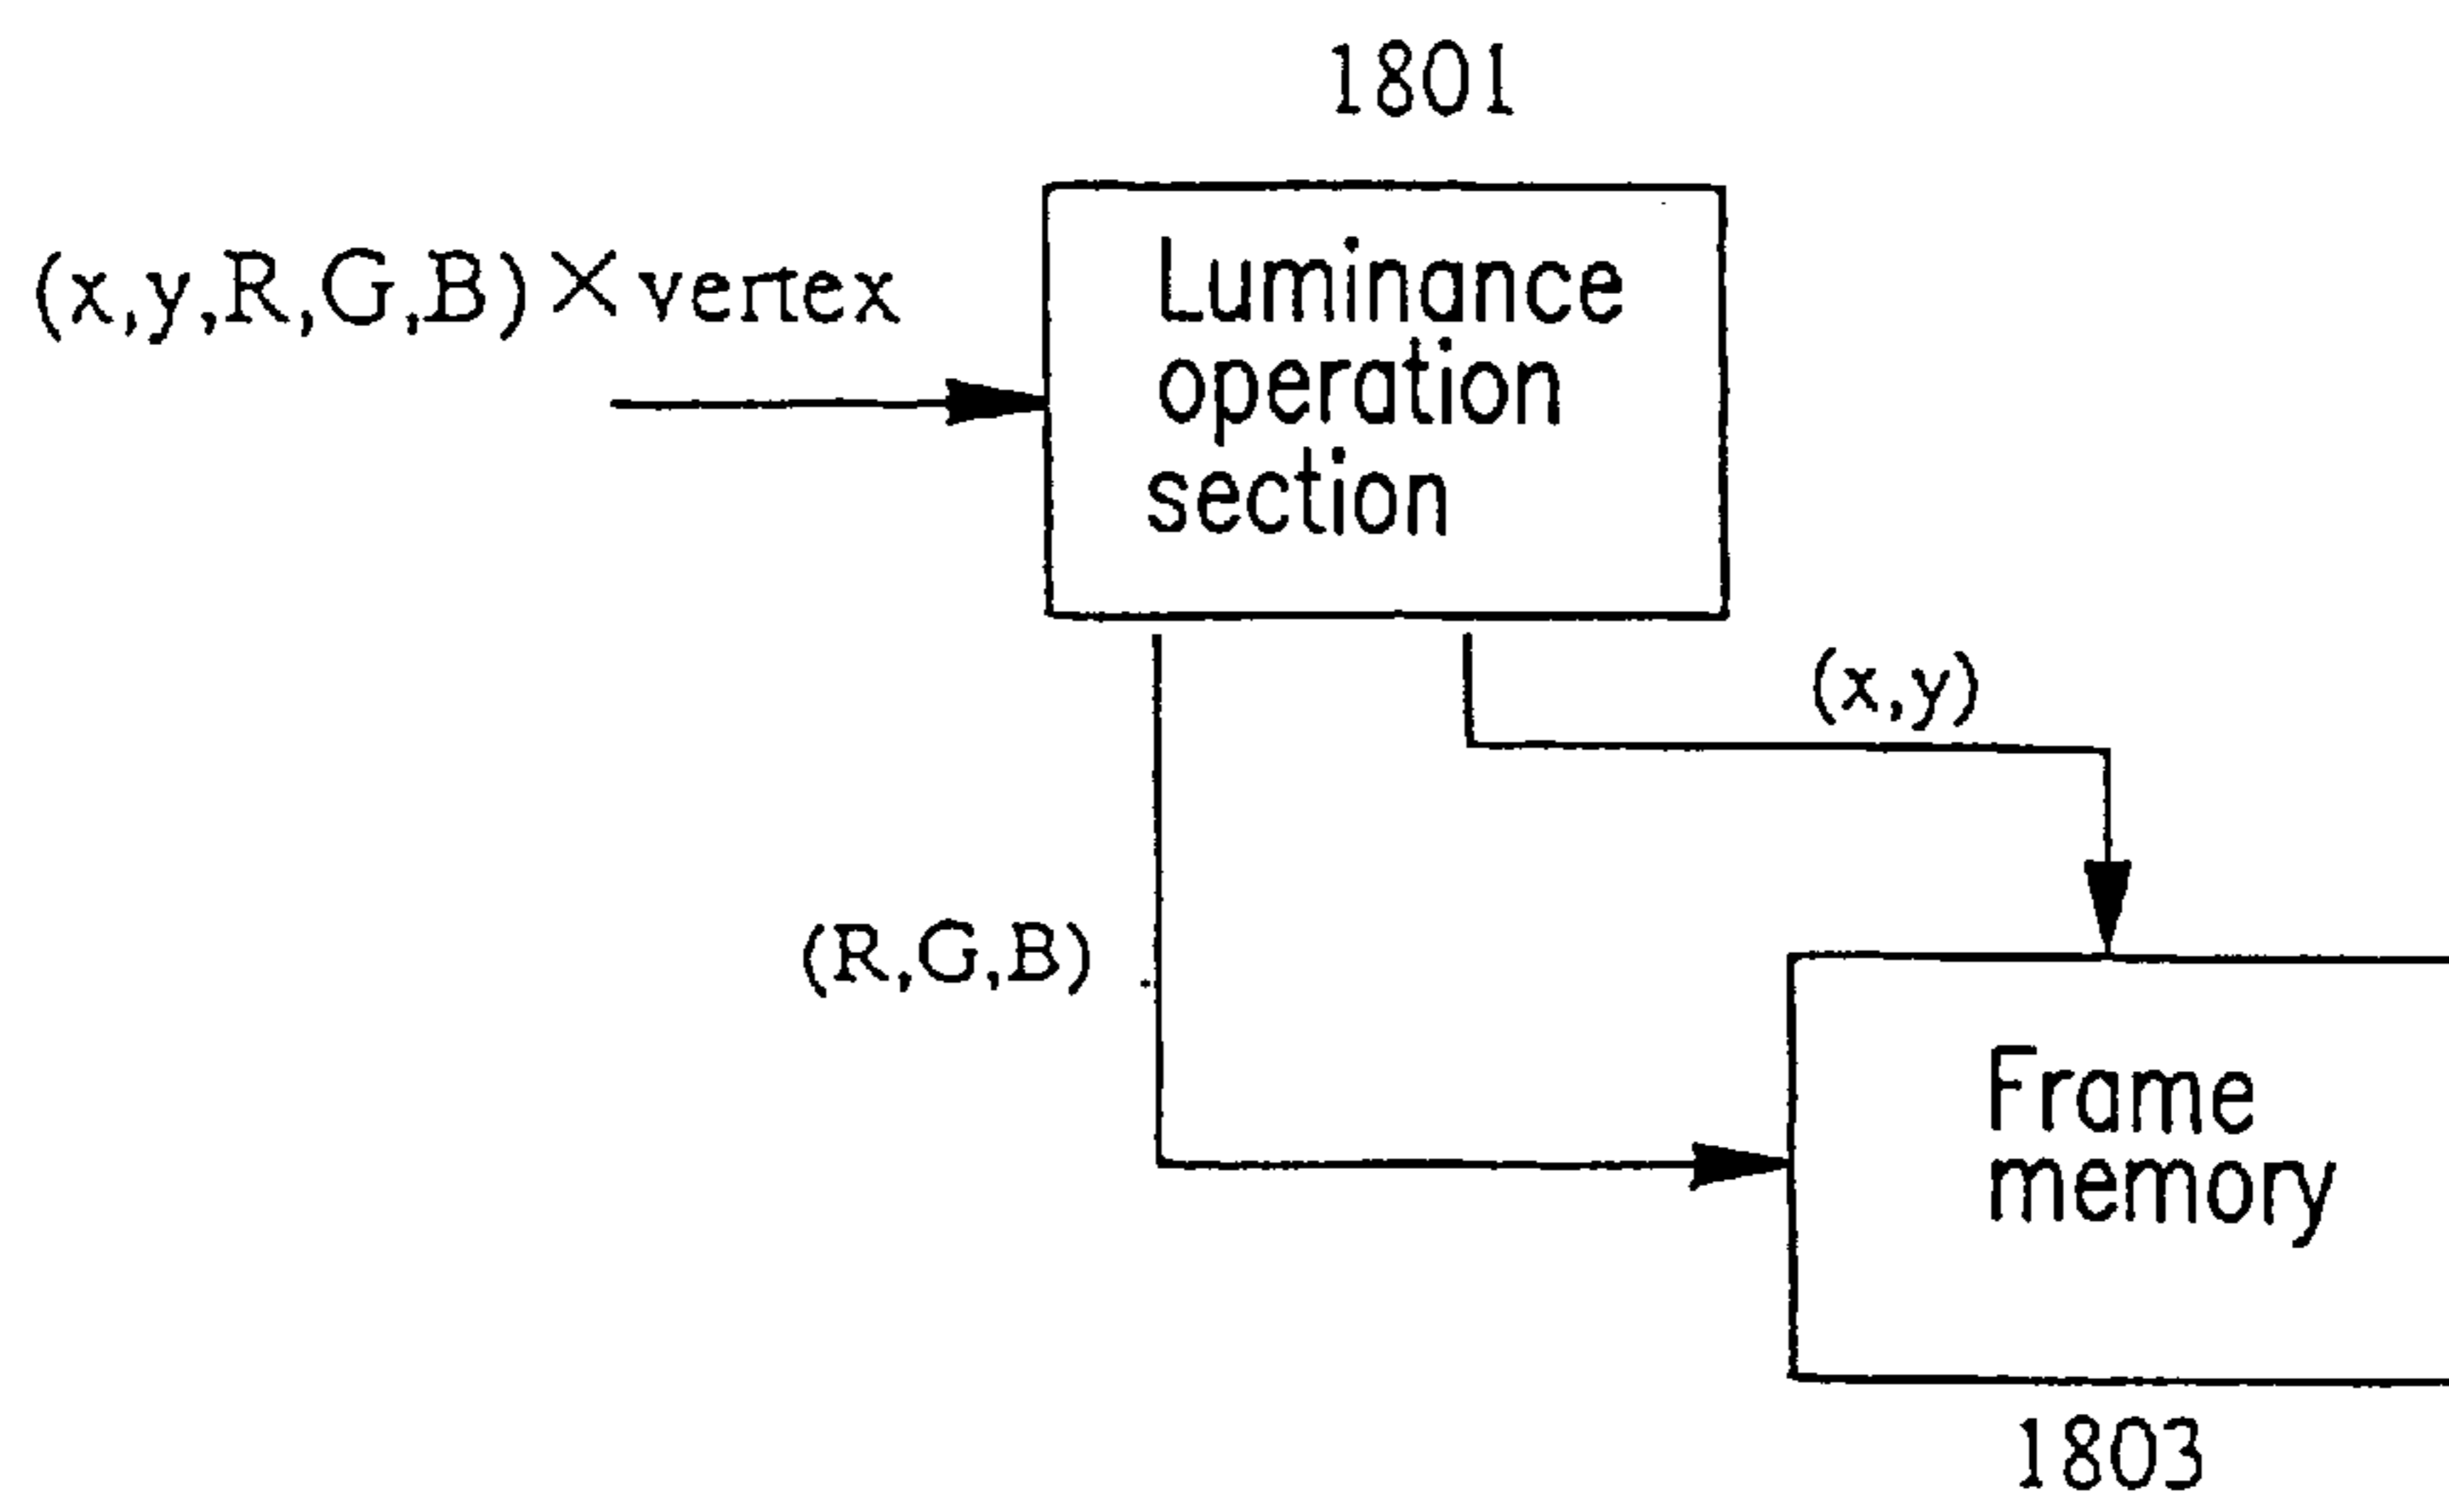 1801
(x,y,R,G,B)×vertex
Luminance
operation
section
(x,y)
(R,G,B)
Frame
memory
1803